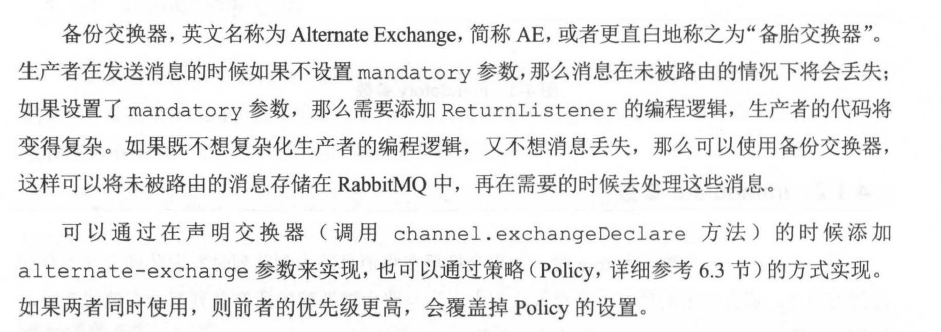 备份交换器，英文名称为 Alternate Exchange，简称 AE，或者更直白地称之为“备胎交换器”。
生产者在发送消息的时候如果不设置 mandatory 参数，那么消息在未被路由的情况下将会丢失；
如果设置了 mandatory 参数，那么需要添加 ReturnListener 的编程逻辑，生产者的代码将
变得复杂。如果既不想复杂化生产者的编程逻辑，又不想消息丢失，那么可以使用备份交换器，
这样可以将未被路由的消息存储在 RabbitMQ 中，再在需要的时候去处理这些消息。
可以通过在声明交换器（调用 channel.exchangeDeclare 方法）的时候添加
alternate-exchange 参数来实现，也可以通过策略（Policy，详细参考 6.3 节）的方式实现。
如果两者同时使用，则前者的优先级更高，会覆盖掉 Policy 的设置。